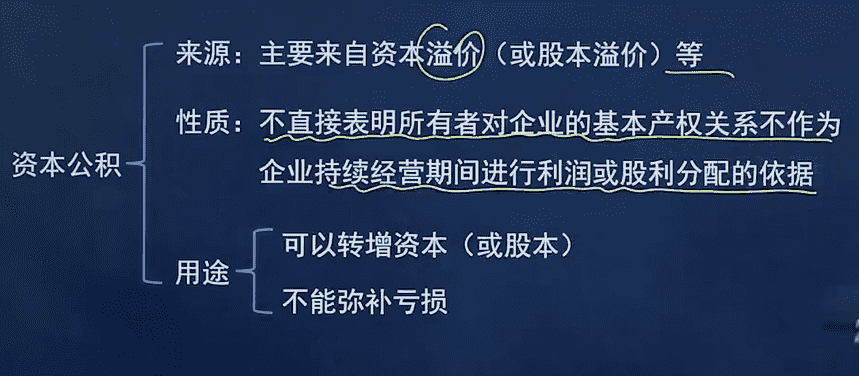 来源：主要来自资本溢价（或股本溢价）等
性质：不直接表明所有者对企业的基本产权关系不作为
企业持续经营期间进行利润或股利分配的依据
资本公积
用途
可以转增资本（或股本）
不能弥补亏损